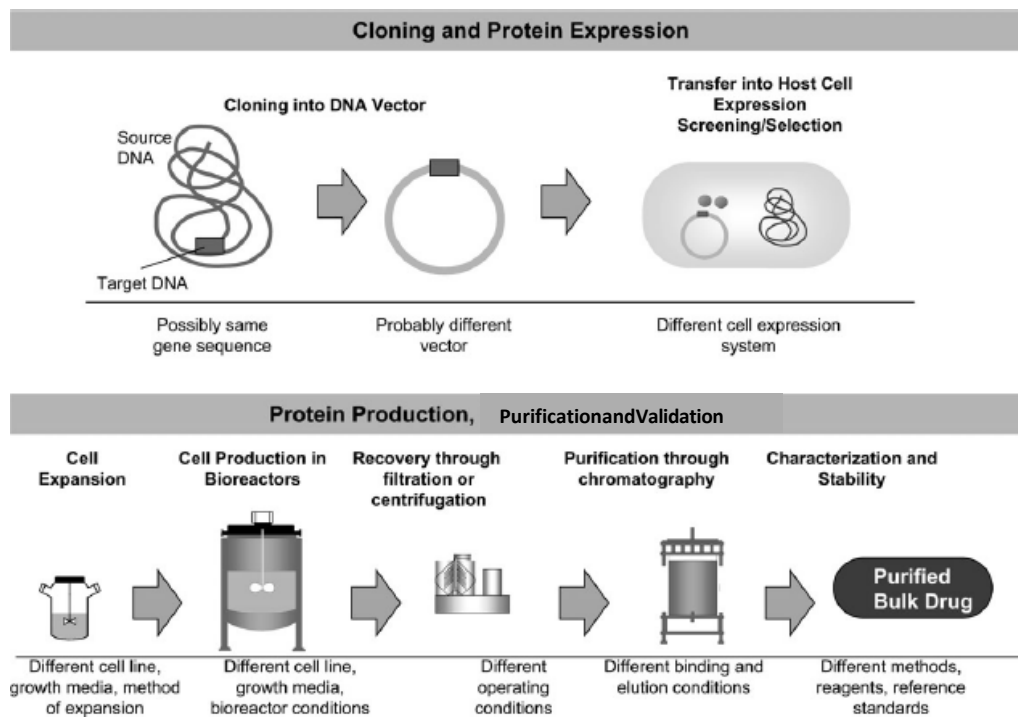 Cloning and Protein Expression
Cloning into DNA Vector
Transfer into Host Cell
Expression
Screening/Selection
Source
DNA
Target DNA
Possibly same
gene sequence
Probably different
vector
Different cell expression
system
Protein Production, PurificationandValidation
Cell
Expansion
Cell Production in
Bioreactors
Recovery through
filtration or
centrifugation
Purification through
chromatography
Characterization and
Stability
Purified
Bulk Drug
Different cell line,
growth media, method
of expansion
Different cell line,
growth media,
bioreactor conditions
Different
operating
conditions
Different binding and
elution conditions
Different methods,
reagents, reference
standards